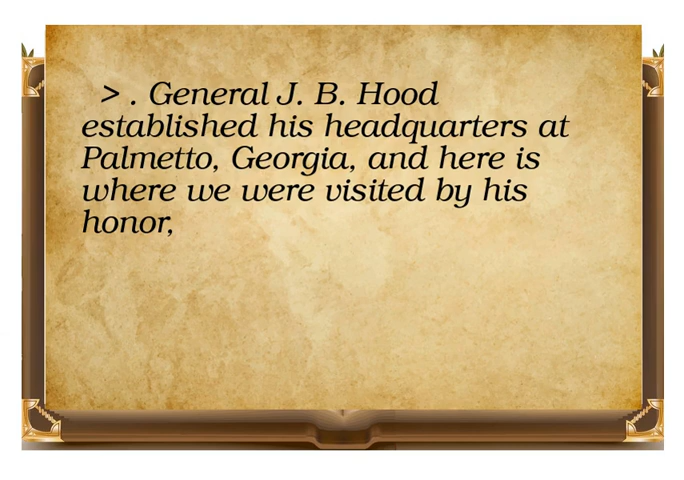 > . General J. B. Hood
established his headquarters at
Palmetto, Georgia, and here is
where we were visited by his
honor,